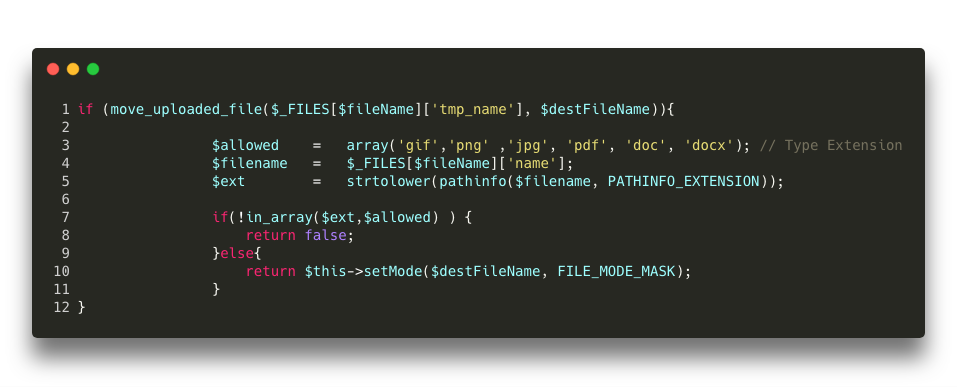 1 if (move_uploaded_file($_FILES[$fileName]['tmp_name'], $destFileName)){
2
3 $allowed = array('gif','png' ,'jpg', 'pdf', 'doc', 'docx'); // Type Extension
4 $filename = $_FILES[$fileName]['name'];
5 $ext = strtolower(pathinfo($filename, PATHINFO_EXTENSION));
6
7 if(!in_array($ext,$allowed) ) {
8 return false;
9 }else{
10 return $this->setMode($destFileName, FILE_MODE_MASK);
11 }
12 }